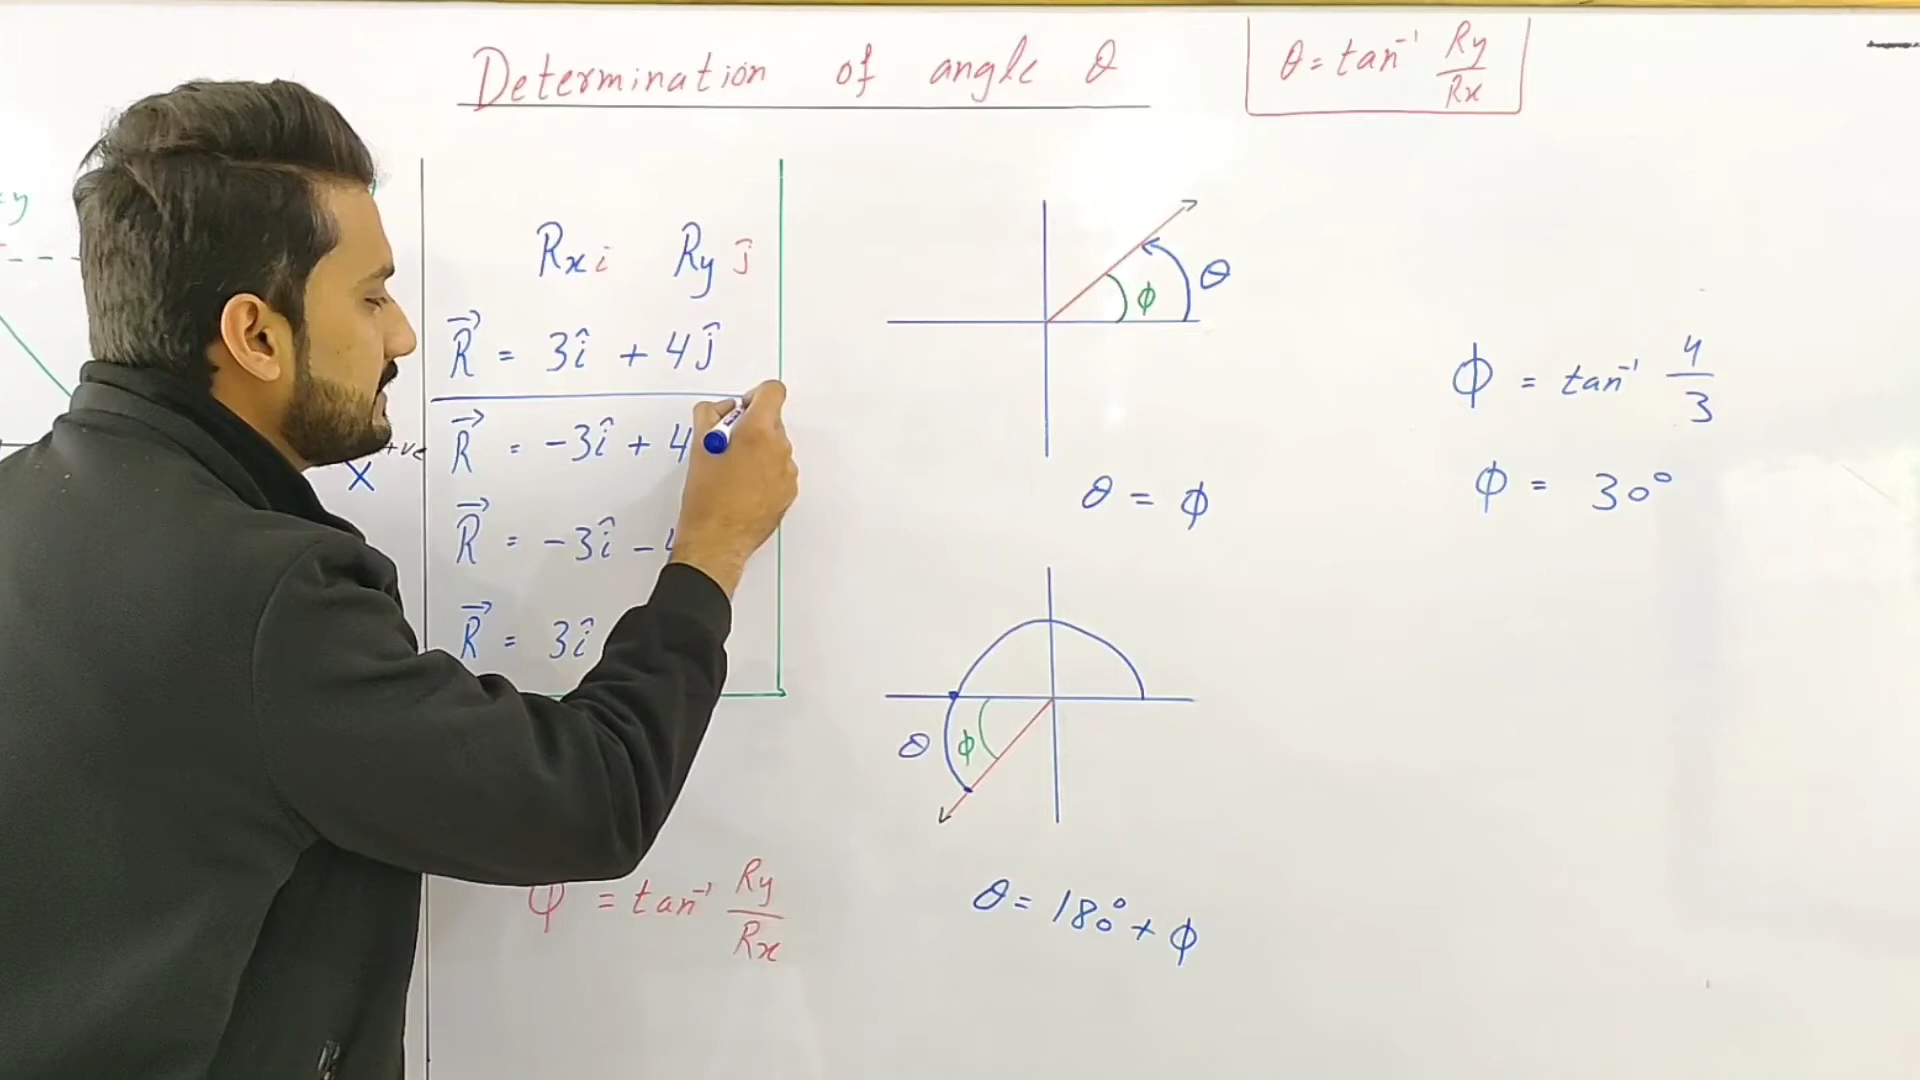 Determination of angle θ
θ = tan⁻¹ Ry/Rx
y
Rx i Ry ĵ
R⃗ = 3î + 4ĵ
R⃗ = -3î + 4
R⃗ = -3î -
R⃗ = 3î
+ve
X
ϕ = tan⁻¹ Ry/Rx
θ
ϕ
θ = ϕ
θ
ϕ
θ = 180° + ϕ
ϕ = tan⁻¹ 4/3
ϕ = 30°